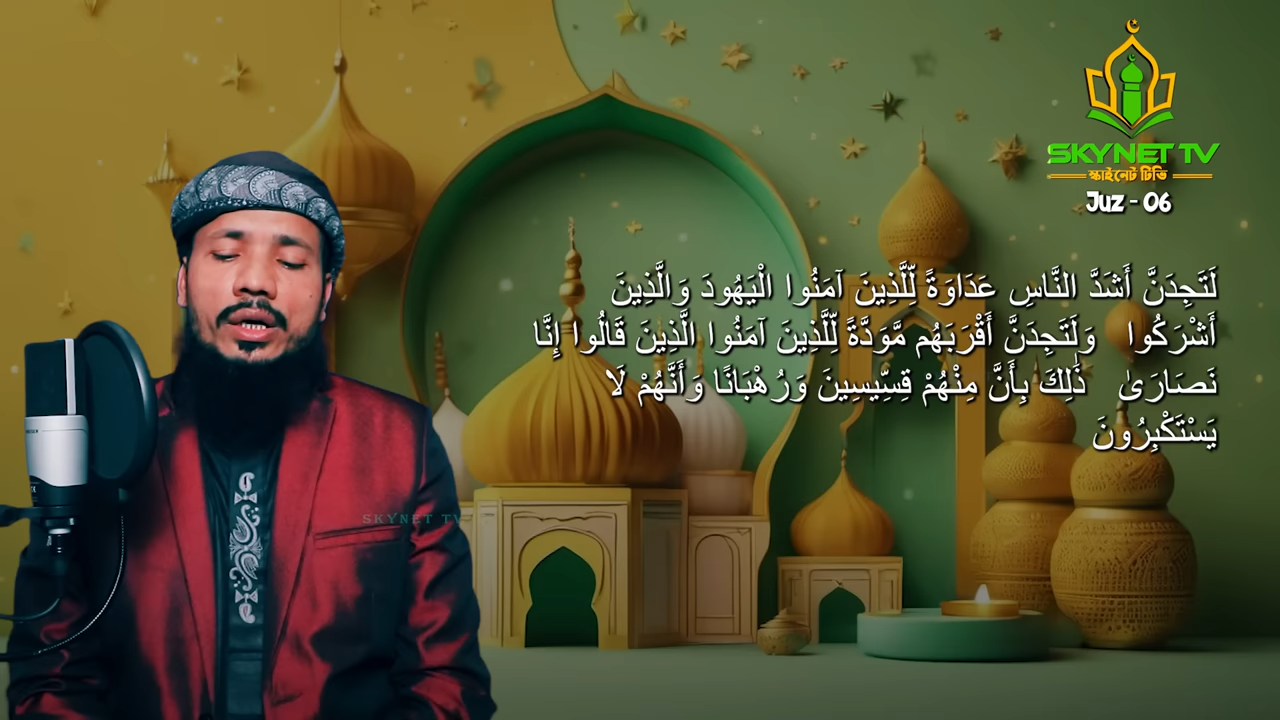 SKYNET TV
স্কাইনেট টিভি
Juz - 06
لَتَجِدَنَّ أَشَدَّ النَّاسِ عَدَاوَةً لِّلَّذِينَ آمَنُوا الْيَهُودَ وَالَّذِينَ
أَشْرَكُوا وَلَتَجِدَنَّ أَقْرَبَهُم مَّوَدَّةً لِّلَّذِينَ آمَنُوا الَّذِينَ قَالُوا إِنَّا
نَصَارَىٰ ذَٰلِكَ بِأَنَّ مِنْهُمْ قِسِّيسِينَ وَرُهْبَانًا وَأَنَّهُمْ لَا
يَسْتَكْبِرُونَ
SKYNET TV